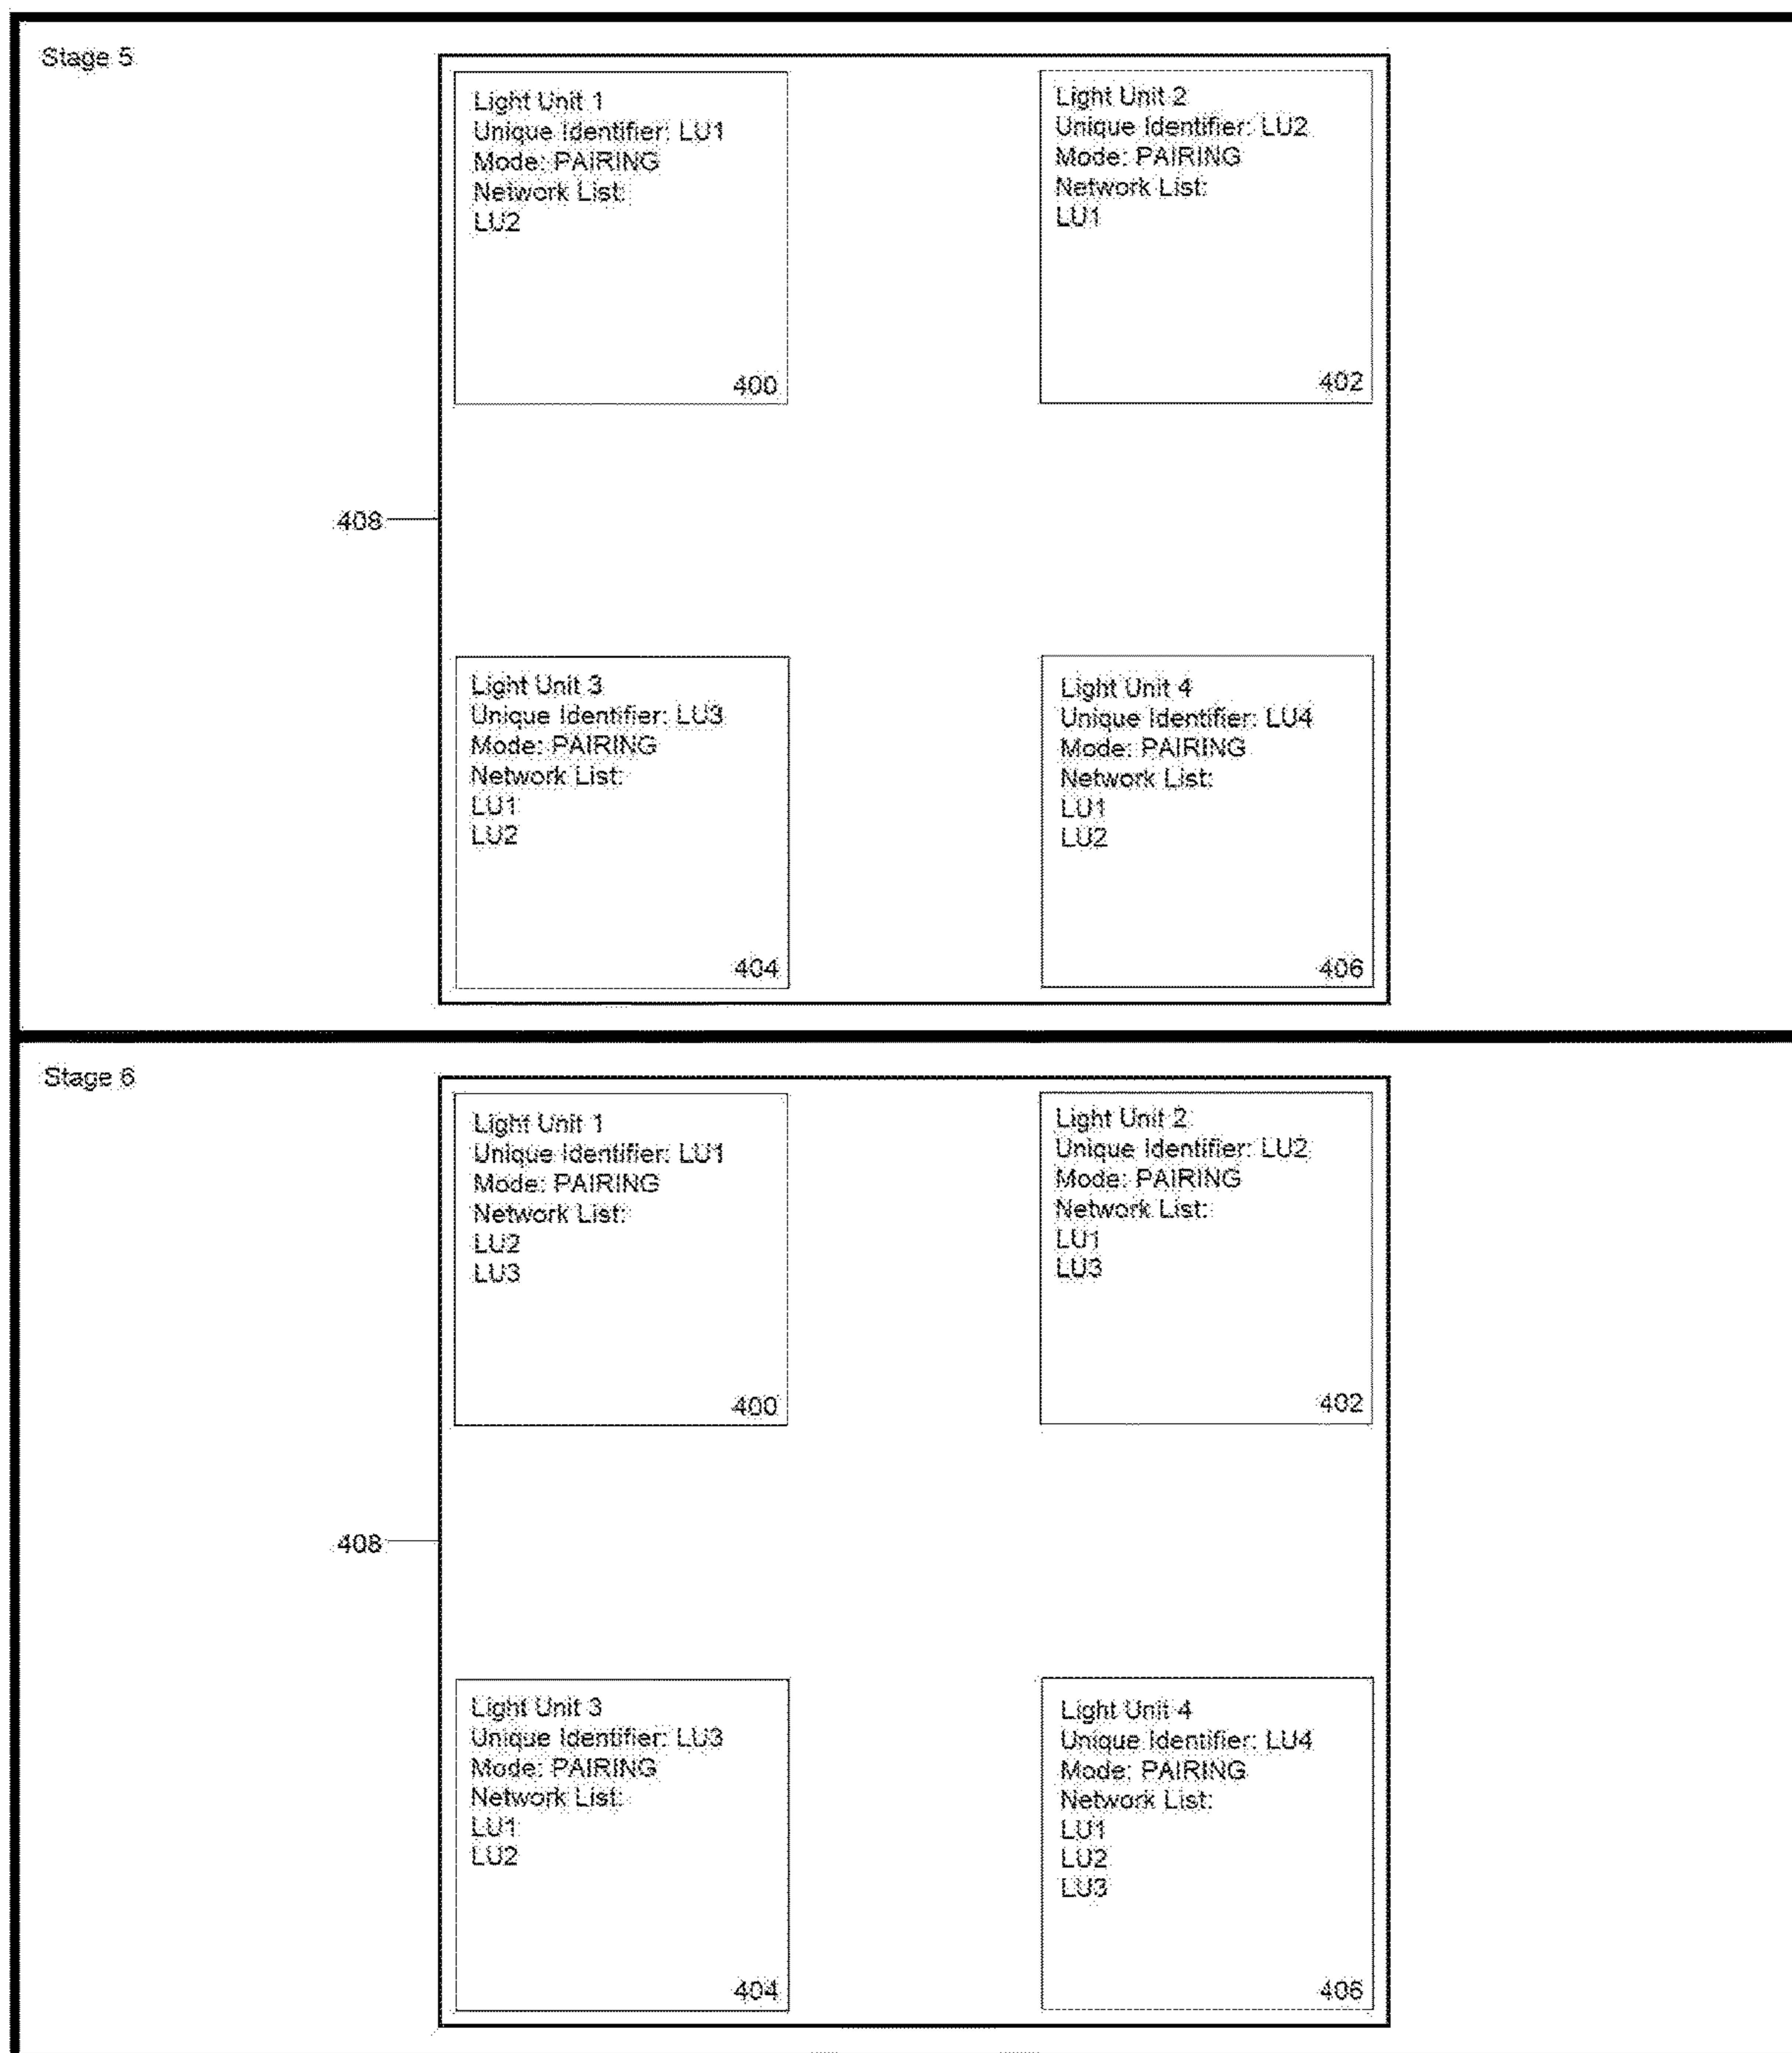 Stage 5
Light Unit 1
Unique Identifier: LU1
Mode: PAIRING
Network List:
LU2
400
Light Unit 2
Unique Identifier: LU2
Mode: PAIRING
Network List:
LU1
402
408
Light Unit 3
Unique Identifier: LU3
Mode: PAIRING
Network List:
LU1
LU2
404
Light Unit 4
Unique Identifier: LU4
Mode: PAIRING
Network List:
LU1
LU2
406
Stage 6
Light Unit 1
Unique Identifier: LU1
Mode: PAIRING
Network List:
LU2
LU3
400
Light Unit 2
Unique Identifier: LU2
Mode: PAIRING
Network List:
LU1
LU3
402
408
Light Unit 3
Unique Identifier: LU3
Mode: PAIRING
Network List:
LU1
LU2
404
Light Unit 4
Unique Identifier: LU4
Mode: PAIRING
Network List:
LU1
LU2
LU3
406